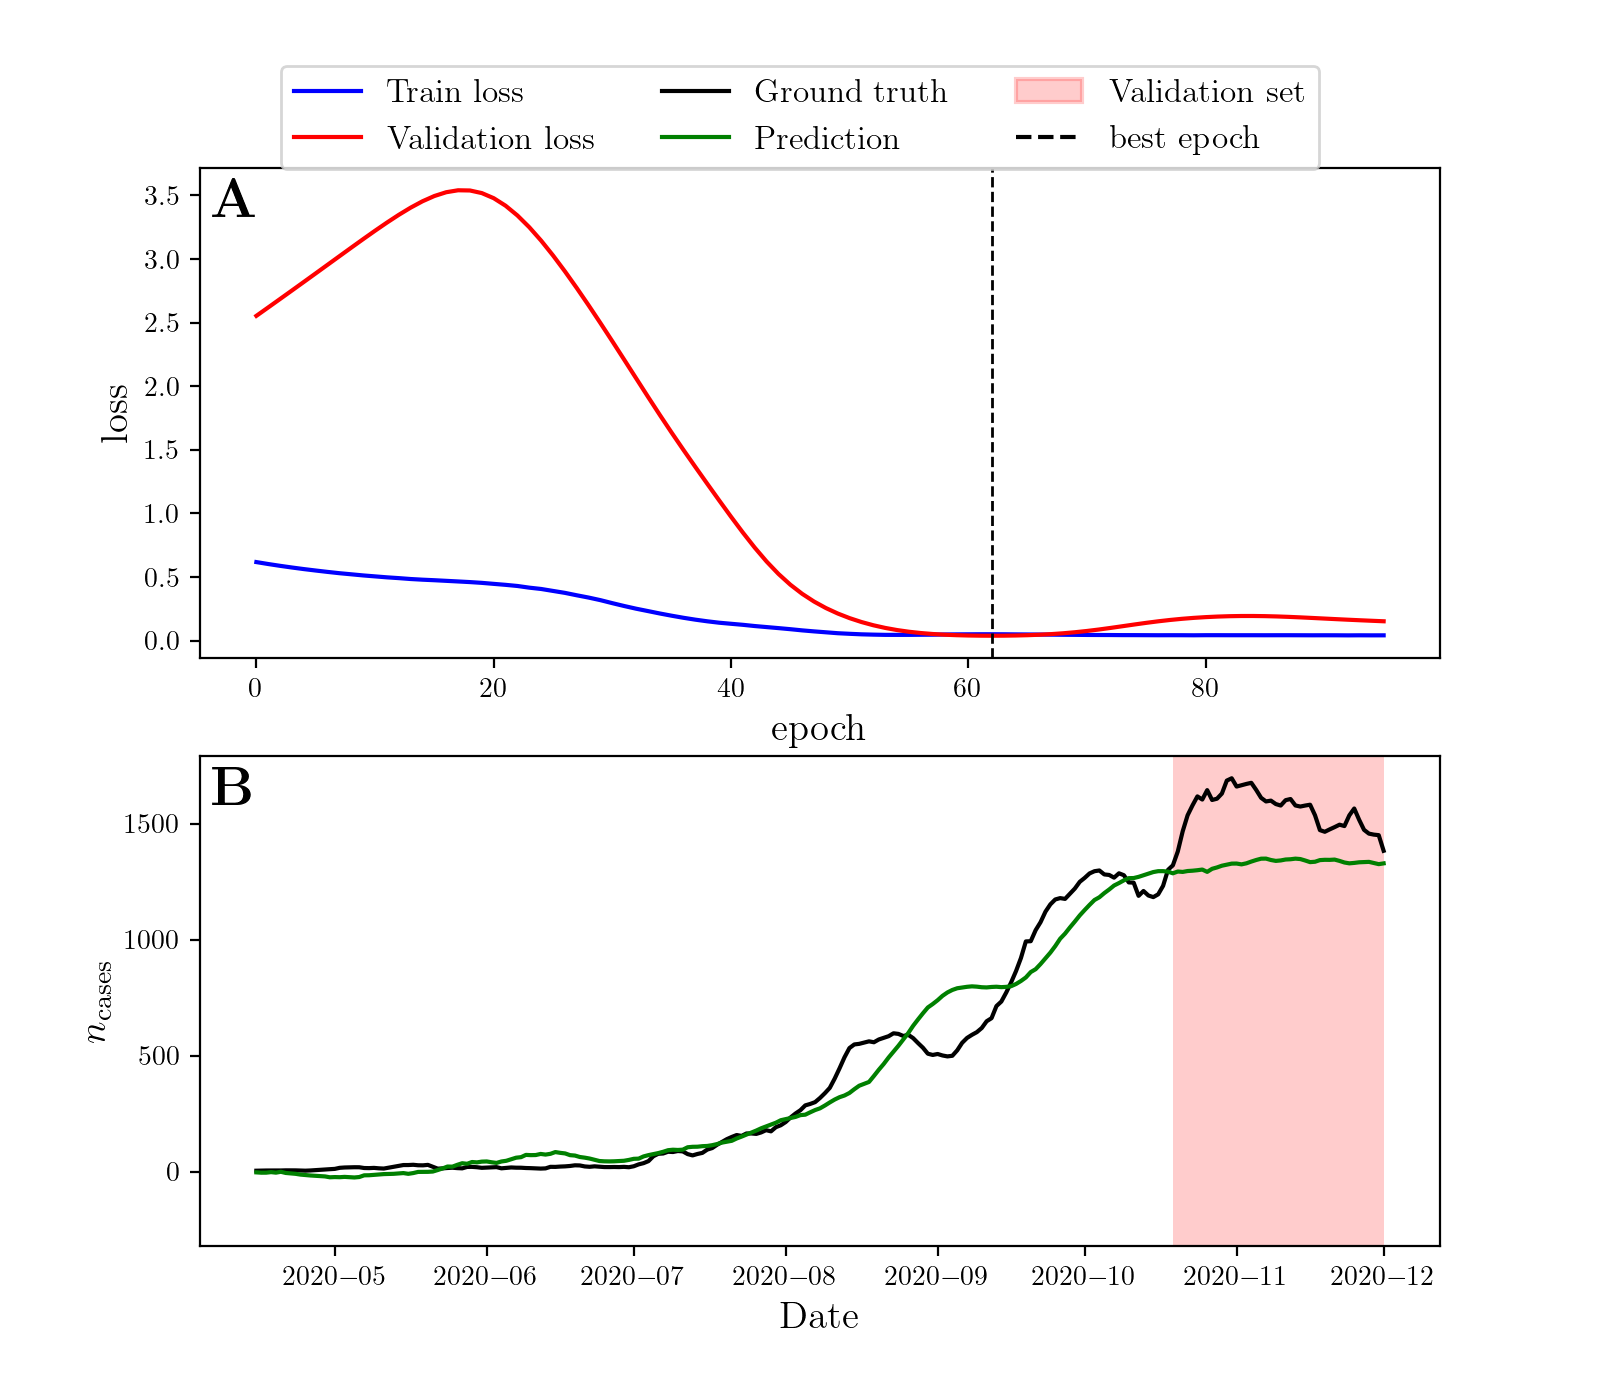 Train loss
Validation loss
Ground truth
Prediction
Validation set
best epoch
A
3.5
3.0
2.5
2.0
1.5
1.0
0.5
0.0
loss
0 20 40 60 80
epoch
B
1500
1000
500
0
n_cases
2020–05 2020–06 2020–07 2020–08 2020–09 2020–10 2020–11 2020–12
Date